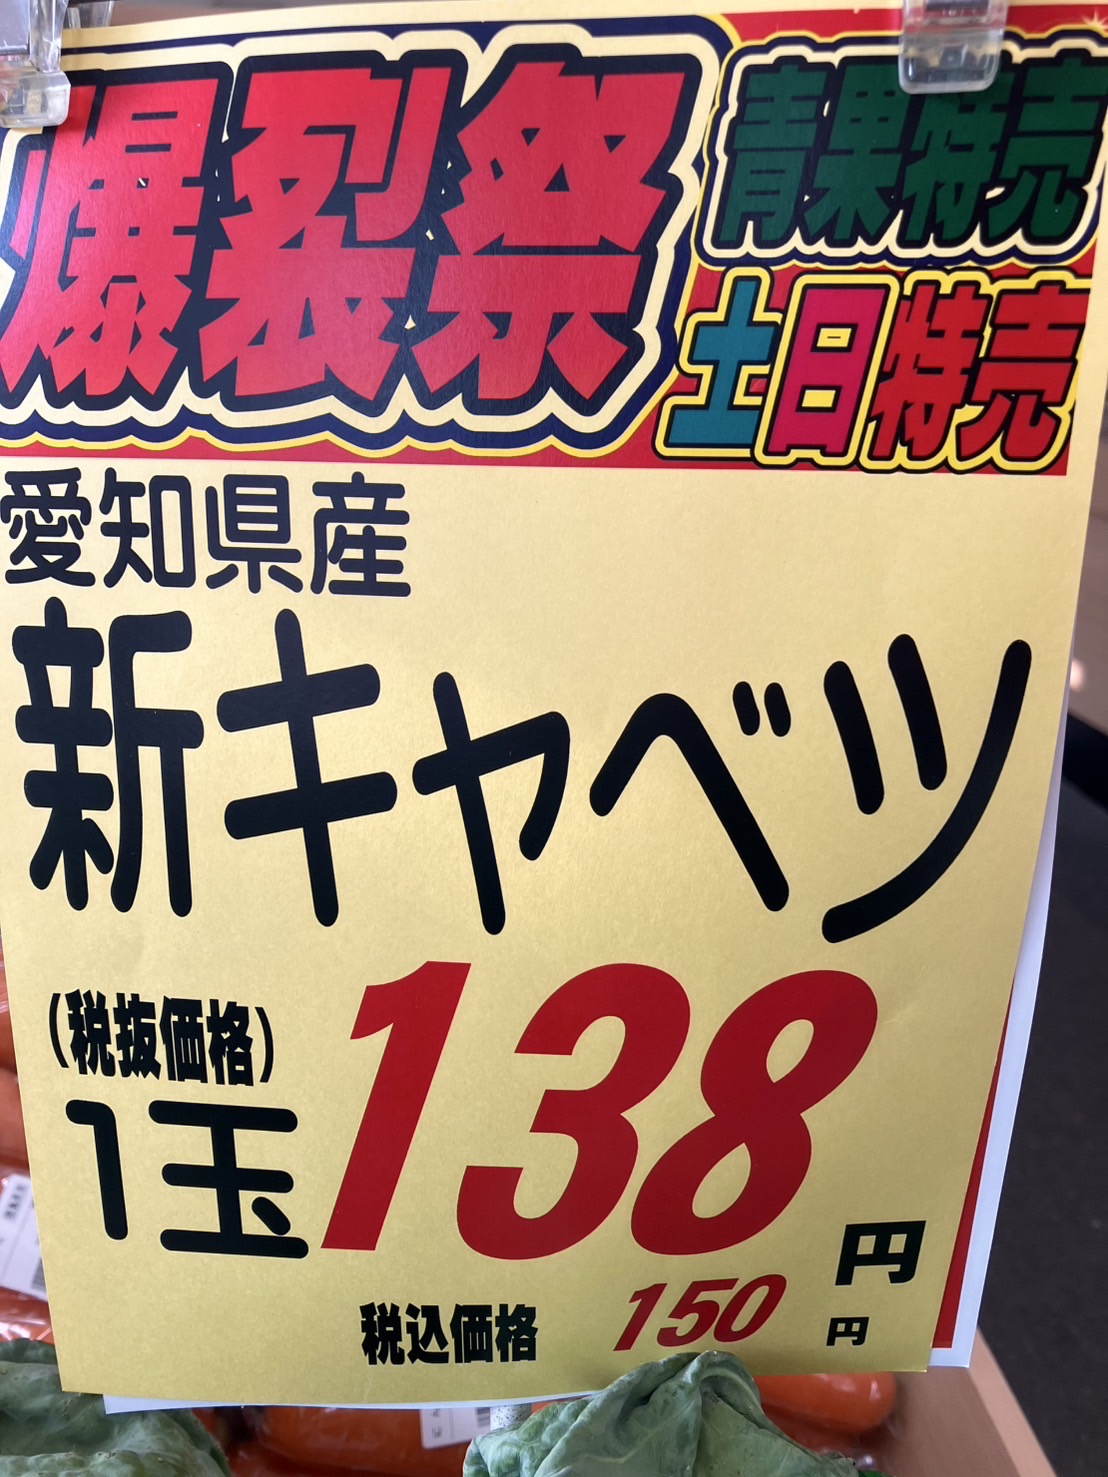 爆裂祭
青果特売
土日特売
愛知県産
新キャベツ
(税抜価格)
1玉 138円
税込価格 150円